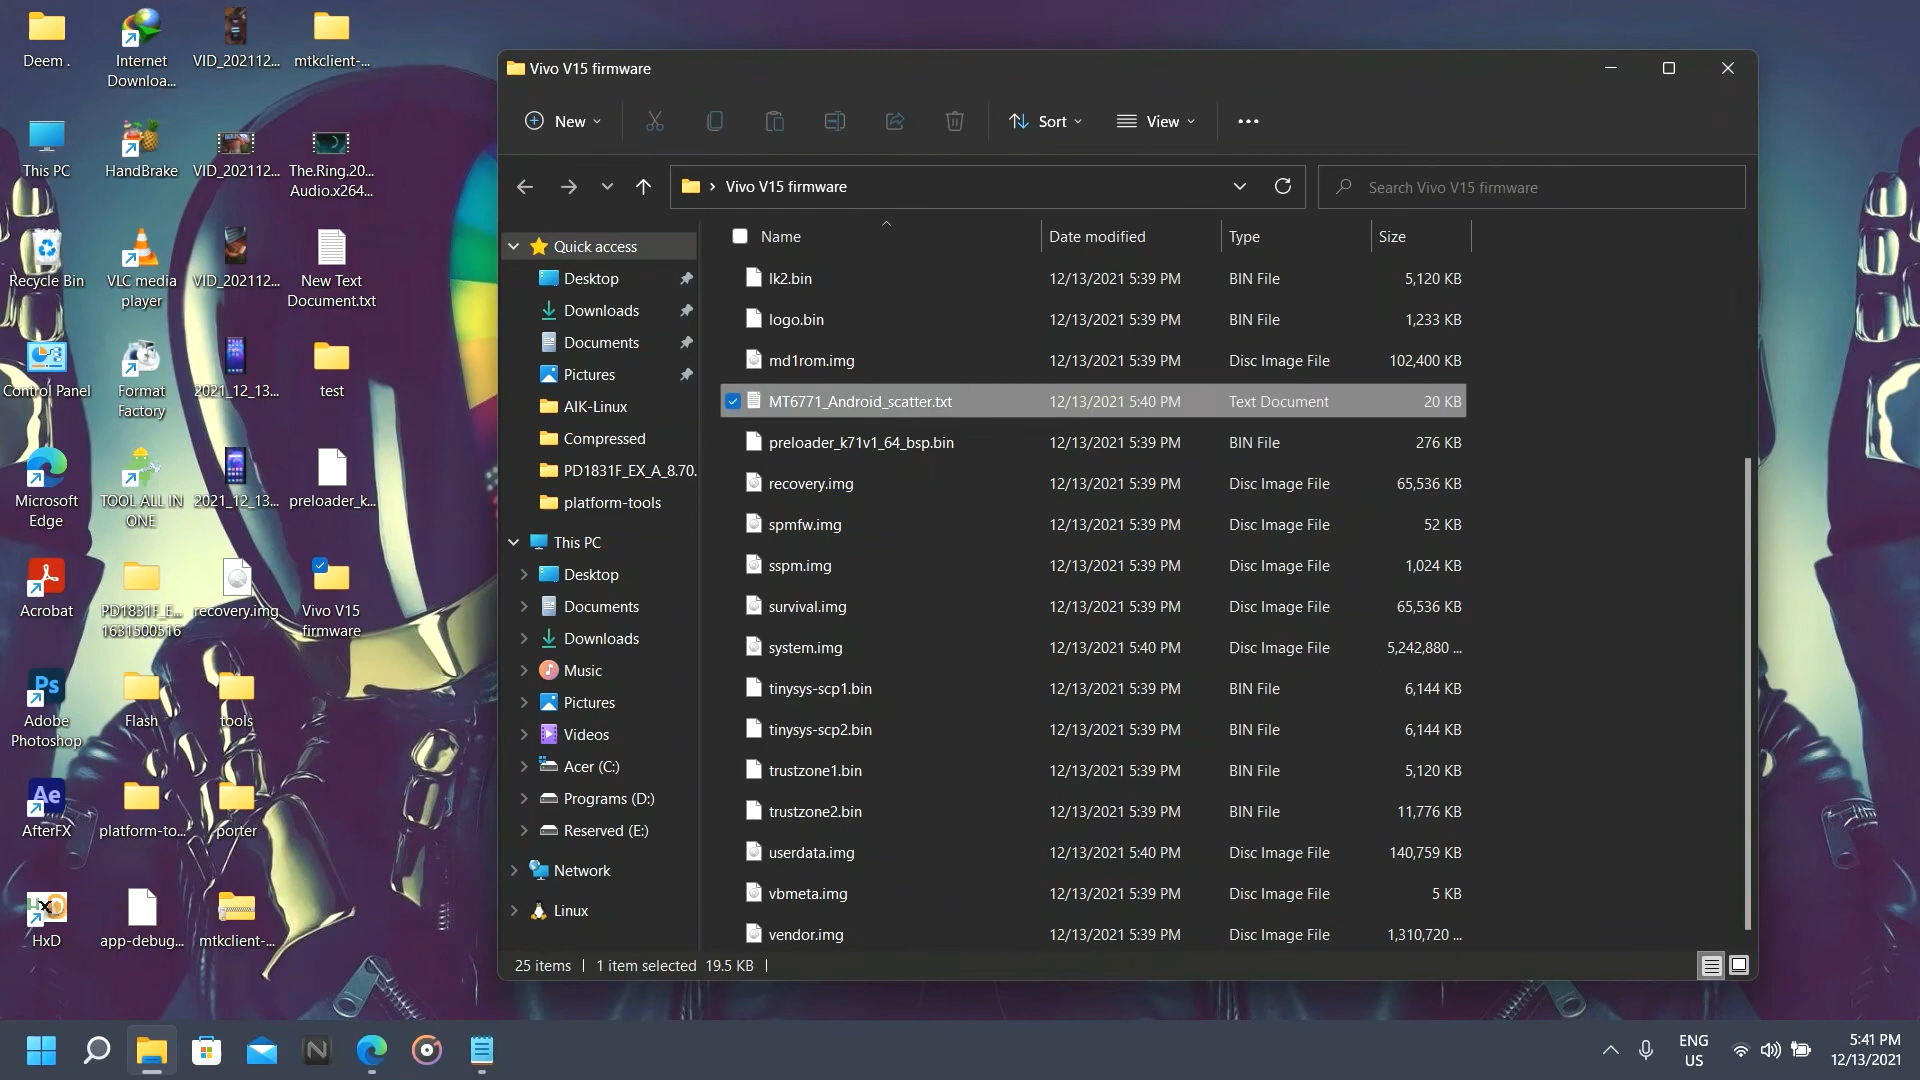 Deem .
Internet
Downloa...
VID_202112...
mtkclient-...
This PC
HandBrake
VID_202112...
The.Ring.20...
Audio.x264...
Recycle Bin
VLC media
player
VID_202112...
New Text
Document.txt
Control Panel
Format
Factory
2021_12_13...
test
Microsoft
Edge
TOOL ALL IN
ONE
2021_12_13...
preloader_k...
Acrobat
PD1831F_E...
1631500516
recovery.img
Vivo V15
firmware
Ps
Adobe
Photoshop
Flash
tools
Ae
AfterFX
platform-to...
porter
HxD
HxD
app-debug...
mtkclient-...
Vivo V15 firmware
New
Sort
View
Vivo V15 firmware
Search Vivo V15 firmware
Quick access
Desktop
Downloads
Documents
Pictures
AIK-Linux
Compressed
PD1831F_EX_A_8.70.
platform-tools
This PC
Desktop
Documents
Downloads
Music
Pictures
Videos
Acer (C:)
Programs (D:)
Reserved (E:)
Network
Linux
Name Date modified Type Size
lk2.bin 12/13/2021 5:39 PM BIN File 5,120 KB
logo.bin 12/13/2021 5:39 PM BIN File 1,233 KB
md1rom.img 12/13/2021 5:39 PM Disc Image File 102,400 KB
MT6771_Android_scatter.txt 12/13/2021 5:40 PM Text Document 20 KB
preloader_k71v1_64_bsp.bin 12/13/2021 5:39 PM BIN File 276 KB
recovery.img 12/13/2021 5:39 PM Disc Image File 65,536 KB
spmfw.img 12/13/2021 5:39 PM Disc Image File 52 KB
sspm.img 12/13/2021 5:39 PM Disc Image File 1,024 KB
survival.img 12/13/2021 5:39 PM Disc Image File 65,536 KB
system.img 12/13/2021 5:40 PM Disc Image File 5,242,880 ...
tinysys-scp1.bin 12/13/2021 5:39 PM BIN File 6,144 KB
tinysys-scp2.bin 12/13/2021 5:39 PM BIN File 6,144 KB
trustzone1.bin 12/13/2021 5:39 PM BIN File 5,120 KB
trustzone2.bin 12/13/2021 5:39 PM BIN File 11,776 KB
userdata.img 12/13/2021 5:40 PM Disc Image File 140,759 KB
vbmeta.img 12/13/2021 5:39 PM Disc Image File 5 KB
vendor.img 12/13/2021 5:39 PM Disc Image File 1,310,720 ...
25 items 1 item selected 19.5 KB
N
ENG
US
5:41 PM
12/13/2021